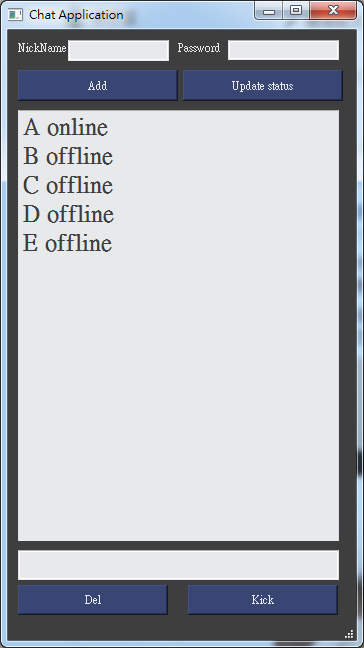 Chat Application
NickName Password
Add Update status
A online
B offline
C offline
D offline
E offline
Del Kick